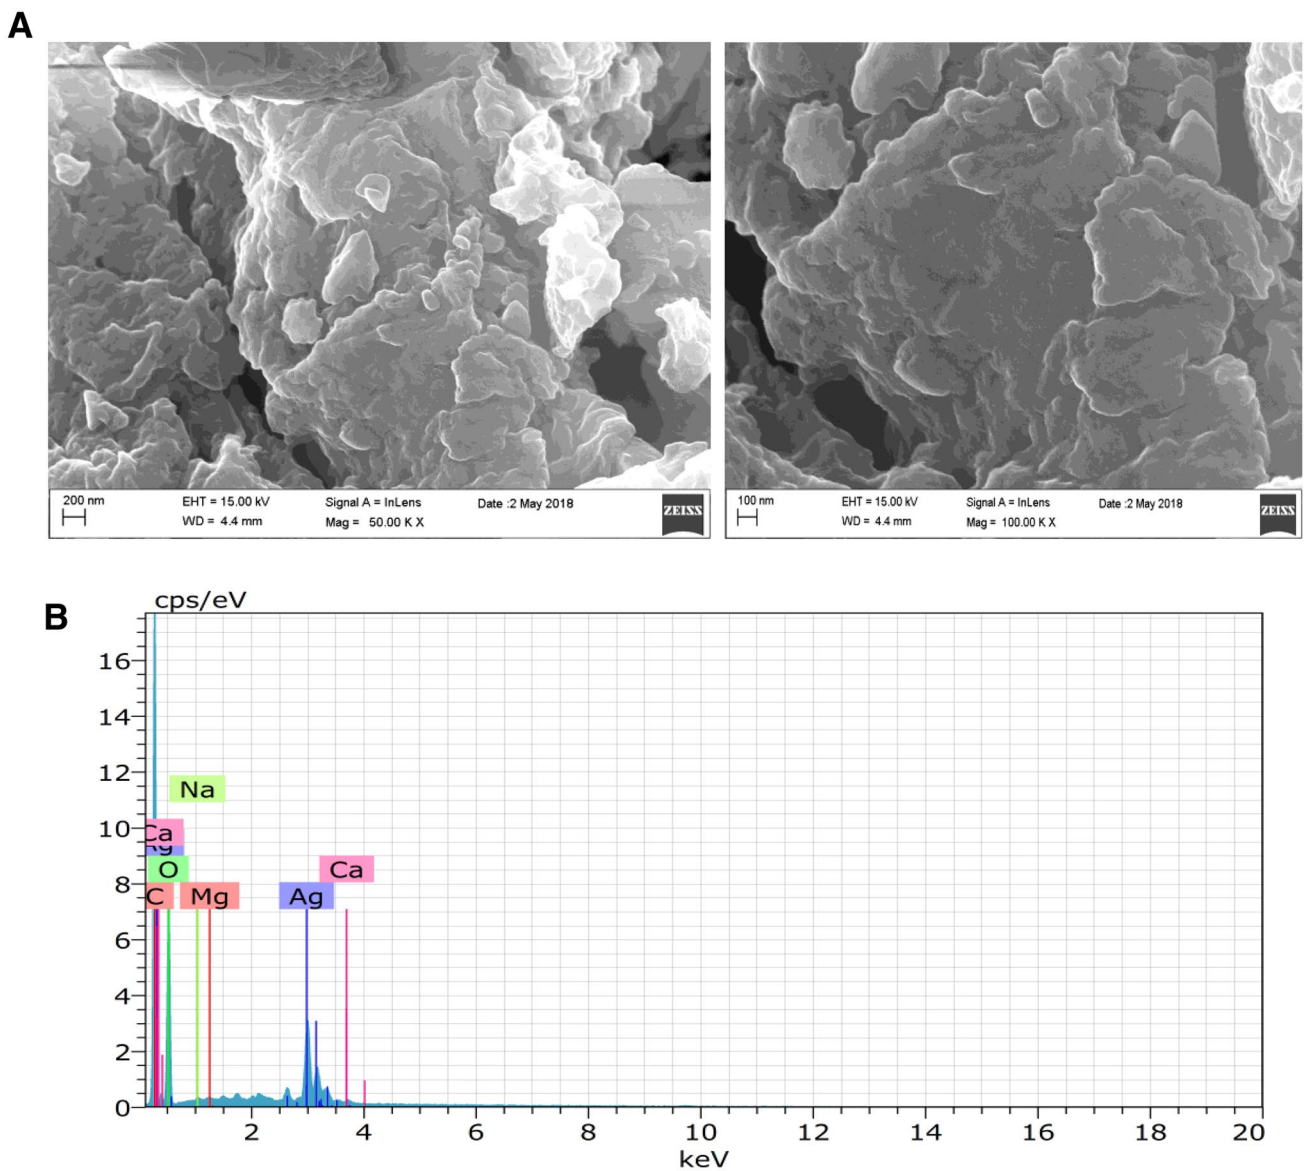 A
200 nm
EHT = 15.00 kV
Signal A = InLens
Date :2 May 2018
WD = 4.4 mm
Mag = 50.00 K X
ZEISS
100 nm
EHT = 15.00 kV
Signal A = InLens
Date :2 May 2018
WD = 4.4 mm
Mag = 100.00 K X
ZEISS
B
cps/eV
16
14
12
Na
10
Ca
Ag
O
Ca
8
C
Mg
Ag
6
4
2
0
2 4 6 8 10 12 14 16 18 20
keV